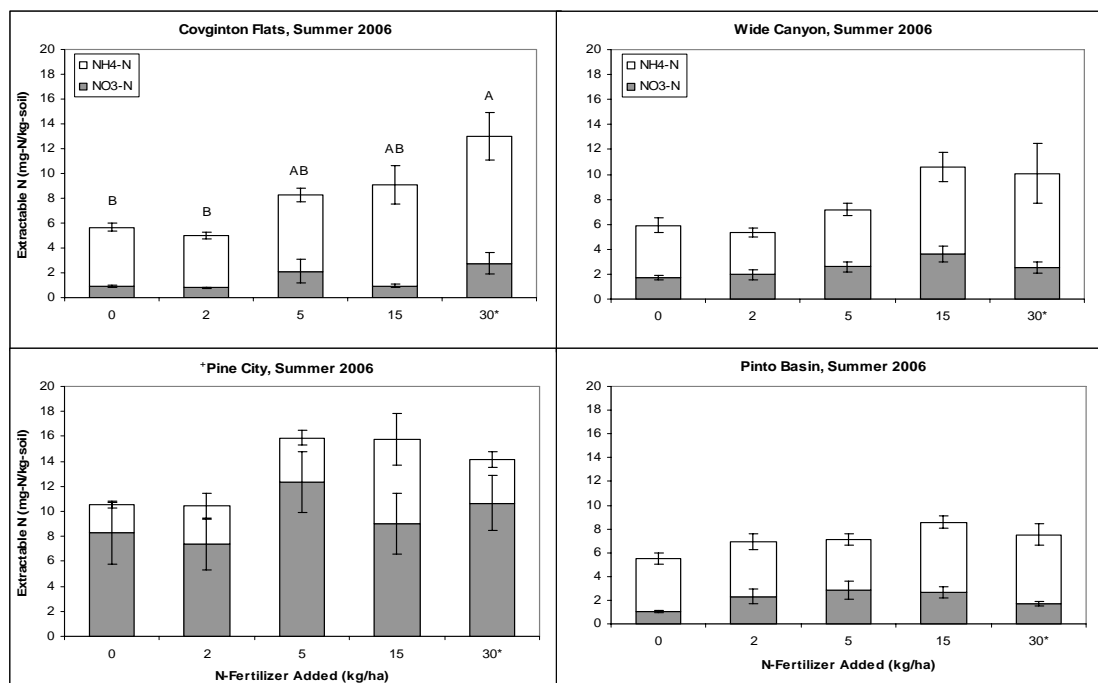 Covginton Flats, Summer 2006
Extractable N (mg-N/kg-soil)
20
18
16
14
12
10
8
6
4
2
0
NH4-N
NO3-N
B
B
AB
AB
A
0 2 5 15 30*
Wide Canyon, Summer 2006
20
18
16
14
12
10
8
6
4
2
0
NH4-N
NO3-N
0 2 5 15 30*
+Pine City, Summer 2006
Extractable N (mg-N/kg-soil)
20
18
16
14
12
10
8
6
4
2
0
0 2 5 15 30*
N-Fertilizer Added (kg/ha)
Pinto Basin, Summer 2006
20
18
16
14
12
10
8
6
4
2
0
0 2 5 15 30*
N-Fertilizer Added (kg/ha)